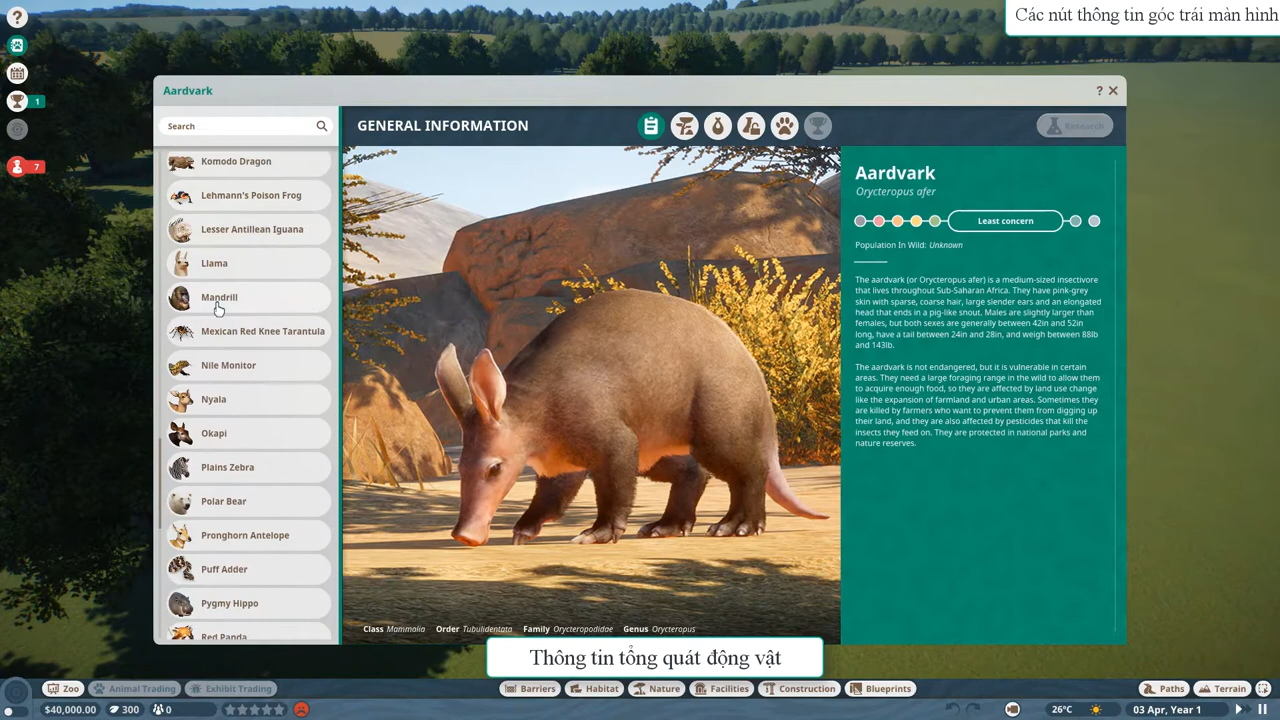 Các nút thông tin góc trái màn hình
?
1
7
Aardvark
?
Search
Komodo Dragon
Lehmann's Poison Frog
Lesser Antillean Iguana
Llama
Mandrill
Mexican Red Knee Tarantula
Nile Monitor
Nyala
Okapi
Plains Zebra
Polar Bear
Pronghorn Antelope
Puff Adder
Pygmy Hippo
Red Panda
GENERAL INFORMATION
Research
Aardvark
Orycteropus afer
Least concern
Population In Wild: Unknown
The aardvark (or Orycteropus afer) is a medium-sized insectivore
that lives throughout Sub-Saharan Africa. They have pink-grey
skin with sparse, coarse hair, large slender ears and an elongated
head that ends in a pig-like snout. Males are slightly larger than
females, but both sexes are generally between 42in and 52in
long, have a tail between 24in and 28in, and weigh between 88lb
and 143lb.
The aardvark is not endangered, but it is vulnerable in certain
areas. They need a large foraging range in the wild to allow them
to acquire enough food, so they are affected by land use change
like the expansion of farmland and urban areas. Sometimes they
are killed by farmers who want to prevent them from digging up
their land, and they are also affected by pesticides that kill the
insects they feed on. They are protected in national parks and
nature reserves.
Class Mammalia Order Tubulidentata Family Orycteropodidae Genus Orycteropus
Thông tin tổng quát động vật
Zoo Animal Trading Exhibit Trading Barriers Habitat Nature Facilities Construction Blueprints Paths Terrain
$40,000.00 300 0 26°C 03 Apr, Year 1